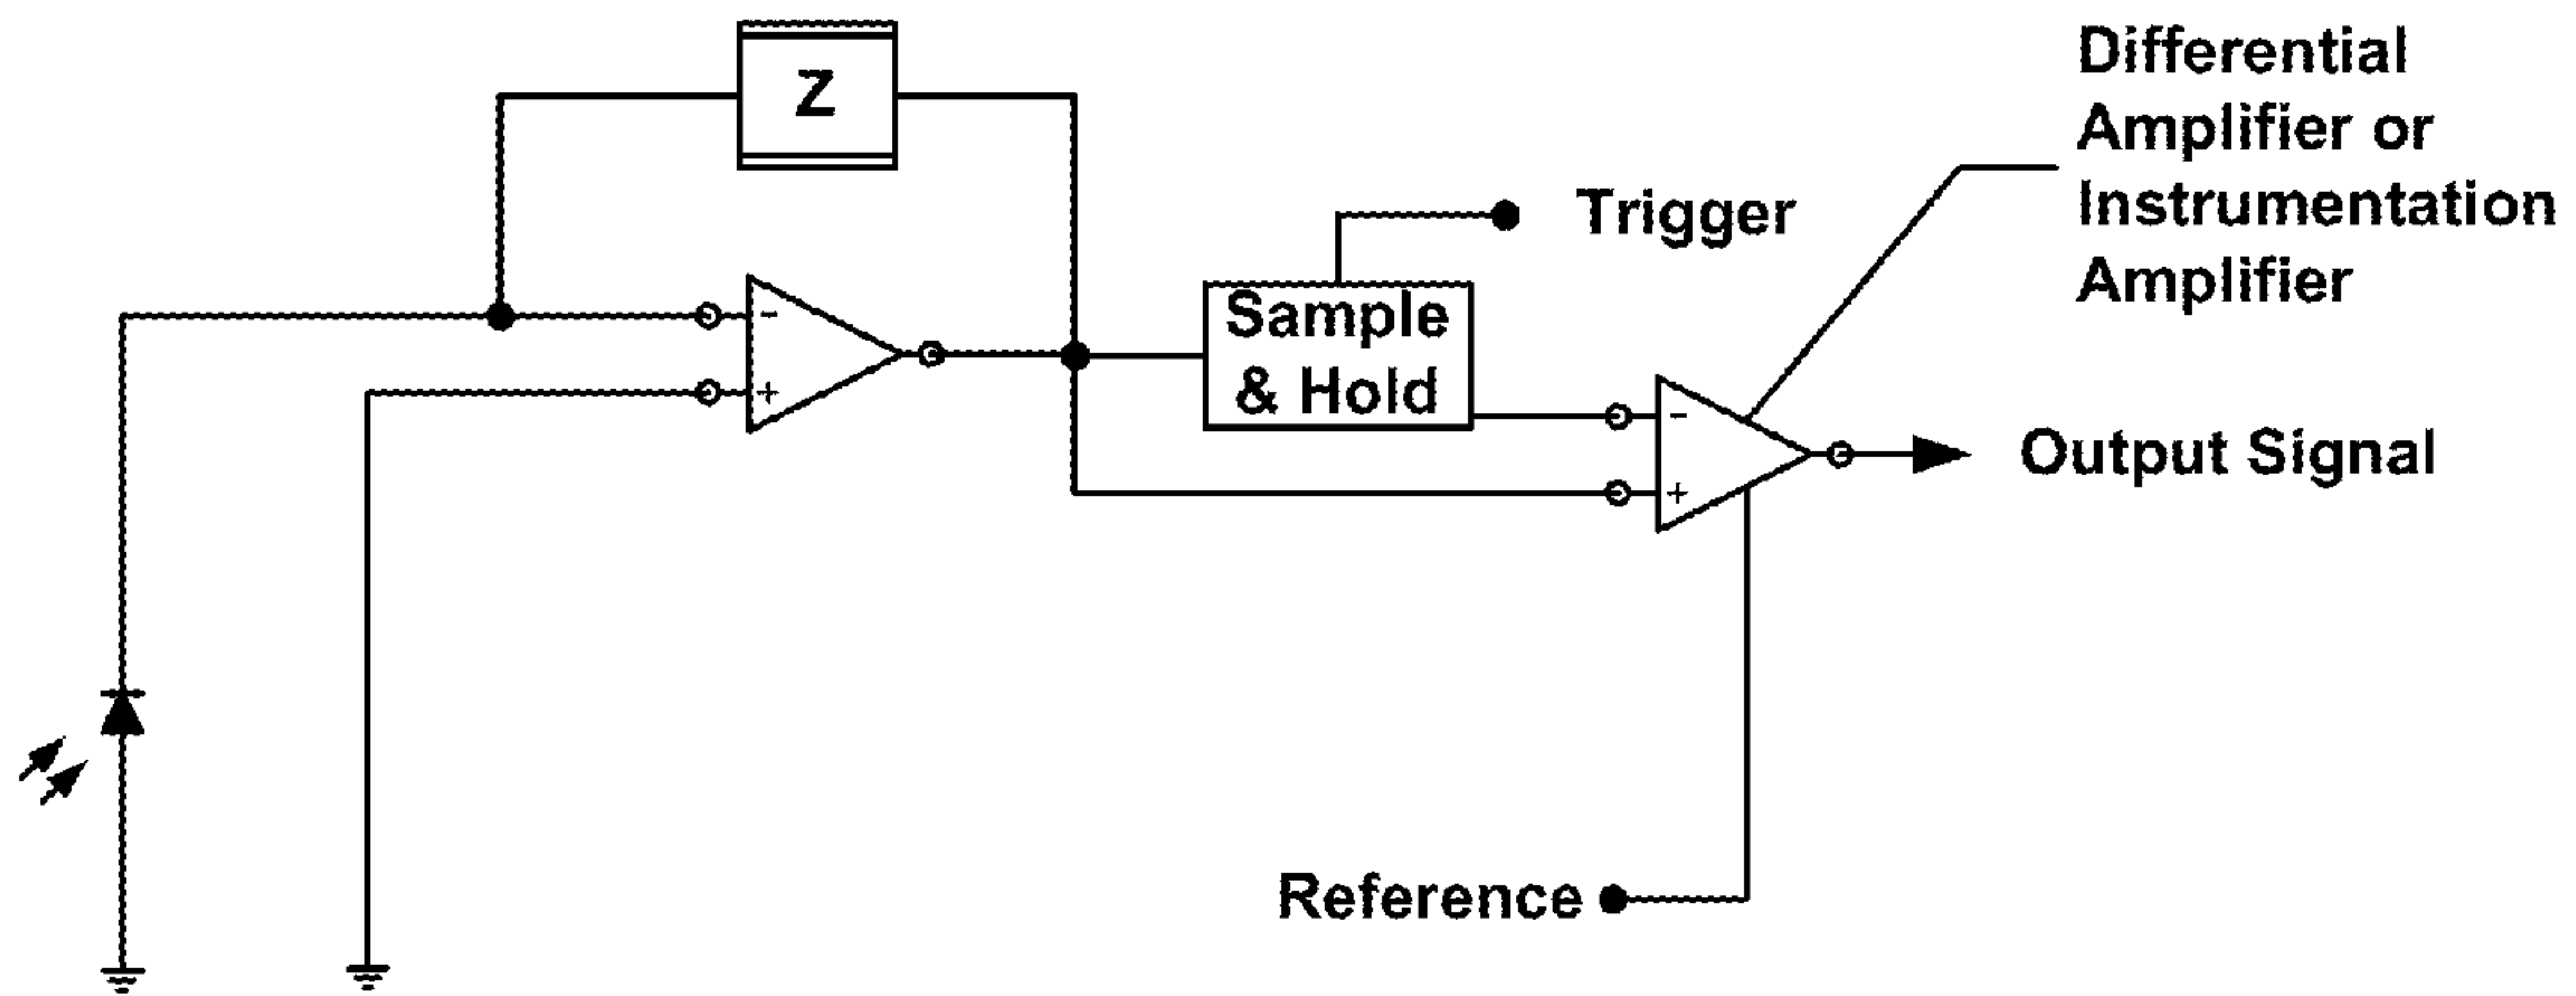 Z
Differential
Amplifier or
Instrumentation
Amplifier
Trigger
Sample
& Hold
-
+
-
+
Output Signal
Reference